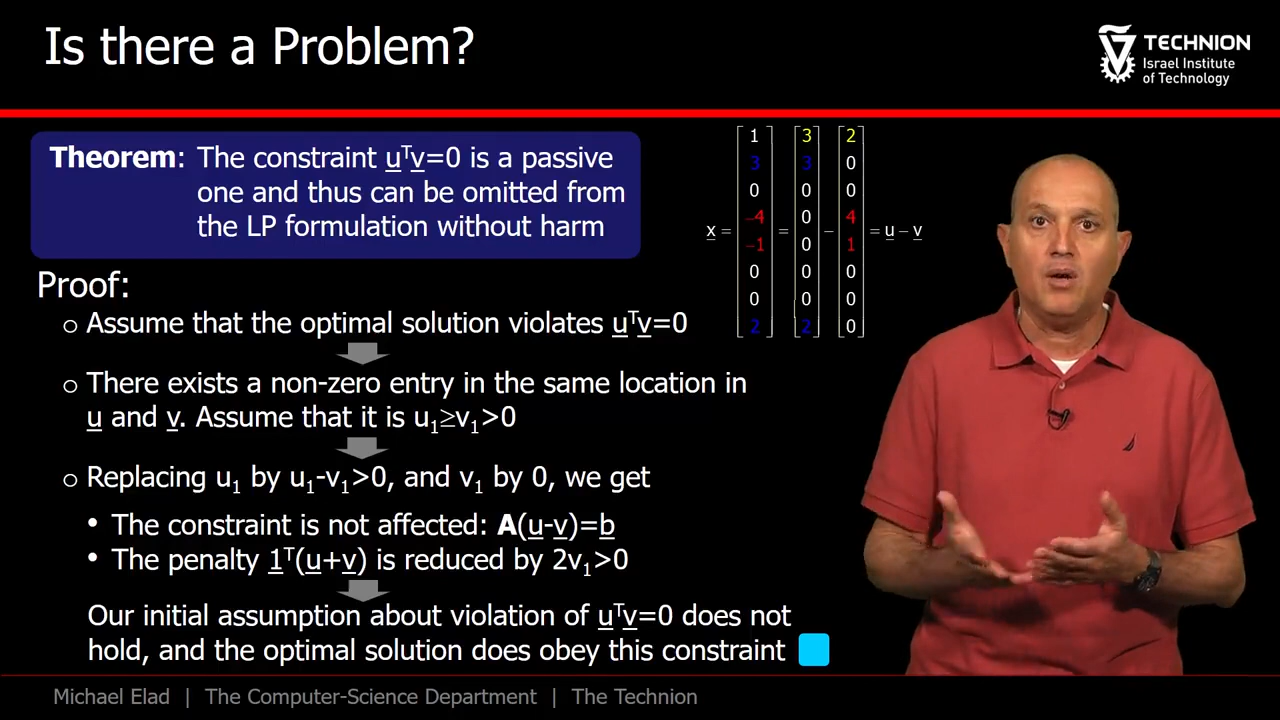 Is there a Problem?
TECHNION
Israel Institute
of Technology
Theorem: The constraint u̲ᵀv̲=0 is a passive
one and thus can be omitted from
the LP formulation without harm
x̲ = [1 3 0 −4 −1 0 0 2] = [3 3 0 0 0 0 0 2] − [2 0 0 4 1 0 0 0] = u̲ − v̲
Proof:
o Assume that the optimal solution violates u̲ᵀv̲=0
o There exists a non-zero entry in the same location in
u̲ and v̲. Assume that it is u₁≥v₁>0
o Replacing u₁ by u₁-v₁>0, and v₁ by 0, we get
• The constraint is not affected: A(u̲-v̲)=b̲
• The penalty 1̲ᵀ(u̲+v̲) is reduced by 2v₁>0
Our initial assumption about violation of u̲ᵀv̲=0 does not
hold, and the optimal solution does obey this constraint
Michael Elad | The Computer-Science Department | The Technion